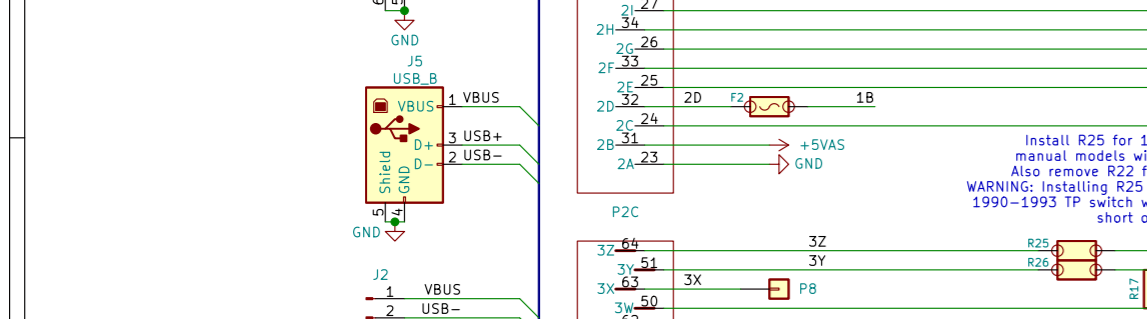 6
5
GND
J5
USB_B
VBUS
1
VBUS
D+
3
USB+
D-
2
USB-
Shield
GND
5
4
GND
J2
1
VBUS
2
USB-
2I
27
2H
34
2G
26
2F
33
2E
25
2D
32
2D
F2
1B
2C
24
2B
31
+5VAS
2A
23
GND
Install R25 for 1
manual models wi
Also remove R22 f
WARNING: Installing R25
1990-1993 TP switch w
short o
P2C
3Z
64
3Z
R25
3Y
51
3Y
R26
3X
63
3X
P8
3W
50
R17